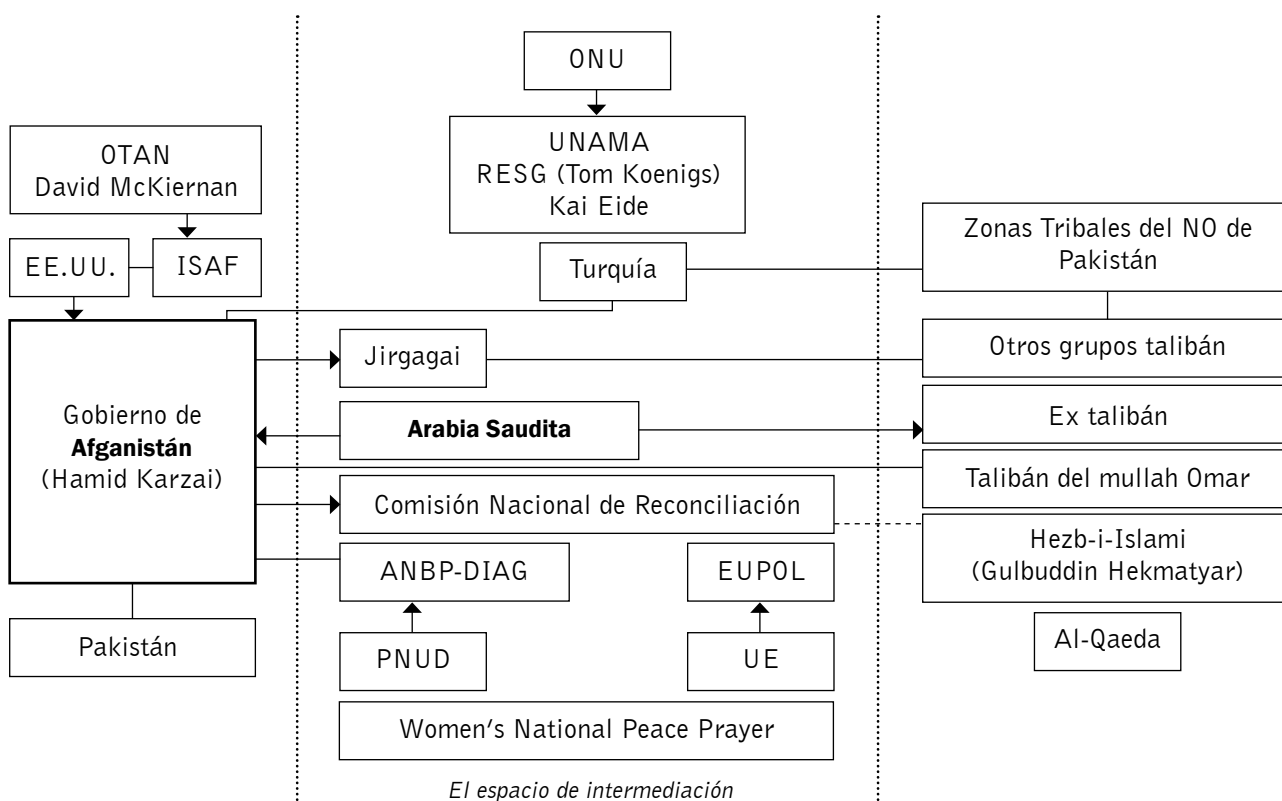 ONU
UNAMA
RESG (Tom Koenigs)
Kai Eide
OTAN
David McKiernan
EE.UU.
ISAF
Turquía
Zonas Tribales del NO de
Pakistán
Gobierno de
Afganistán
(Hamid Karzai)
Jirgagai
Otros grupos talibán
Arabia Saudita
Ex talibán
Talibán del mullah Omar
Comisión Nacional de Reconciliación
Hezb-i-Islami
(Gulbuddin Hekmatyar)
ANBP-DIAG
EUPOL
Al-Qaeda
Pakistán
PNUD
UE
Women's National Peace Prayer
El espacio de intermediación